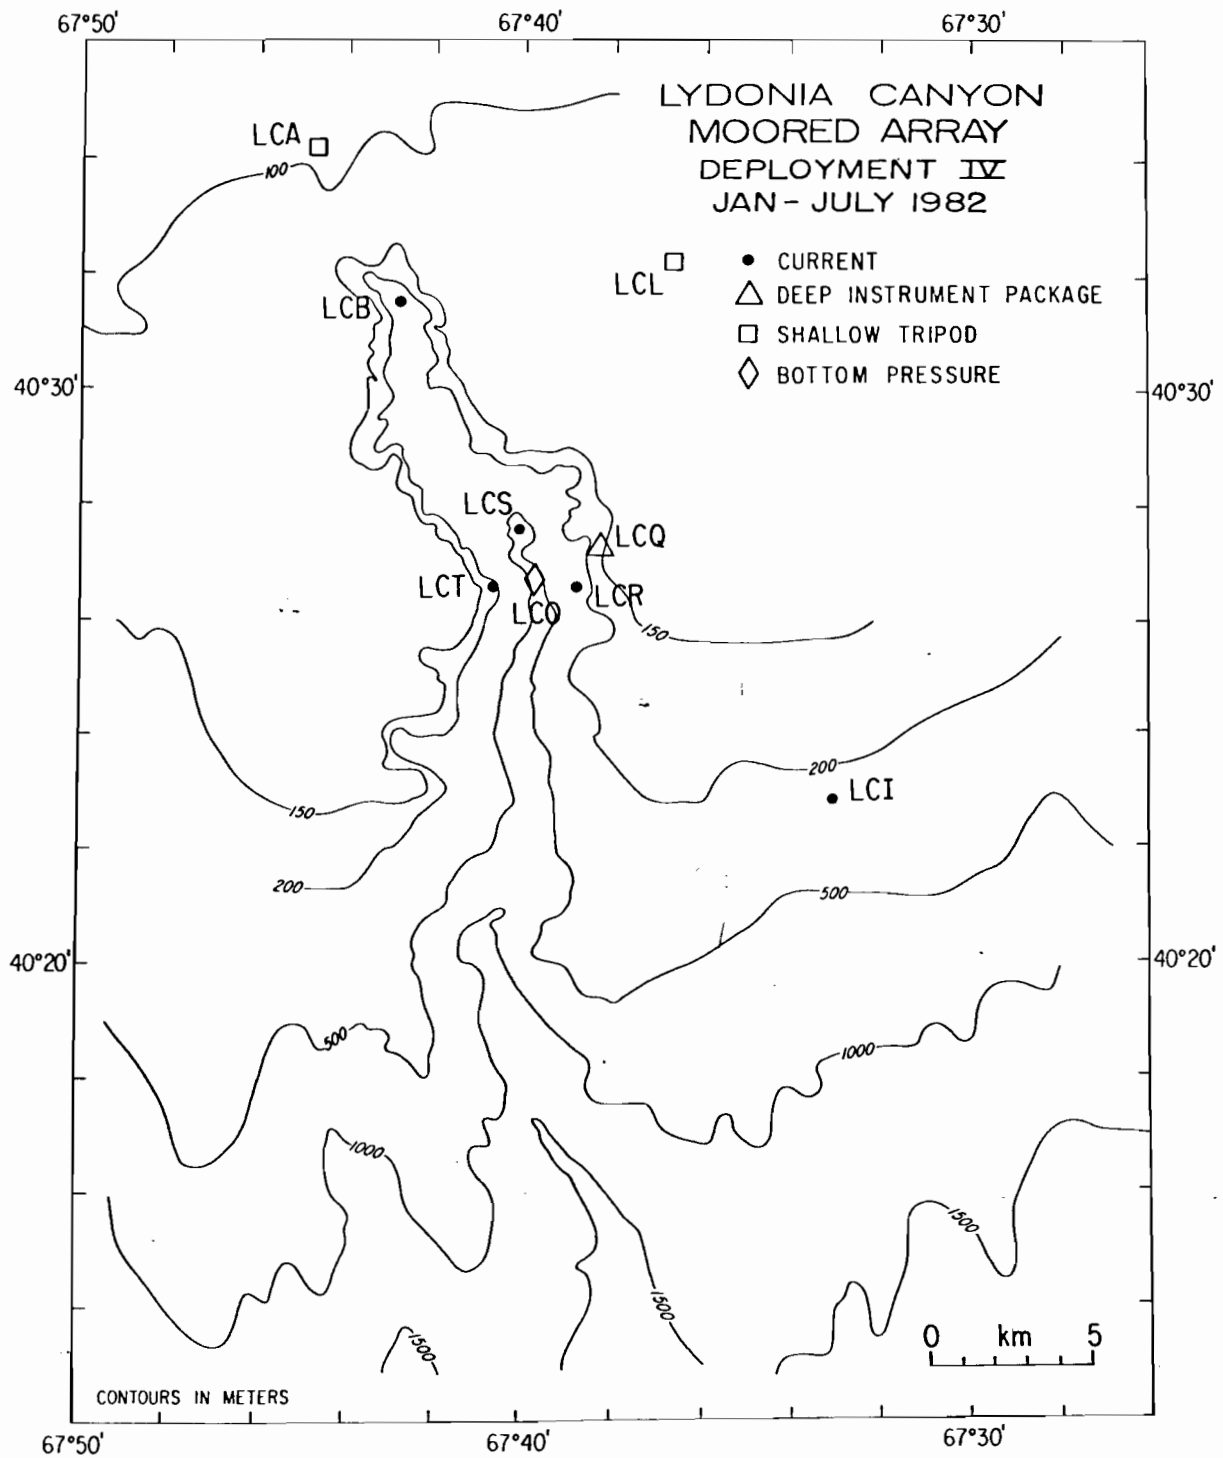 67°50' 67°40' 67°30'
LYDONIA CANYON
MOORED ARRAY
DEPLOYMENT IV
JAN - JULY 1982
LCA
100
CURRENT
LCL
DEEP INSTRUMENT PACKAGE
LCB
SHALLOW TRIPOD
BOTTOM PRESSURE
40°30' 40°30'
LCS
LCQ
LCT
LCR
LCO
150
200
LCI
150
200
500
40°20' 40°20'
500
1000
1000
1500
1500
1500
0 km 5
CONTOURS IN METERS
67°50' 67°40' 67°30'